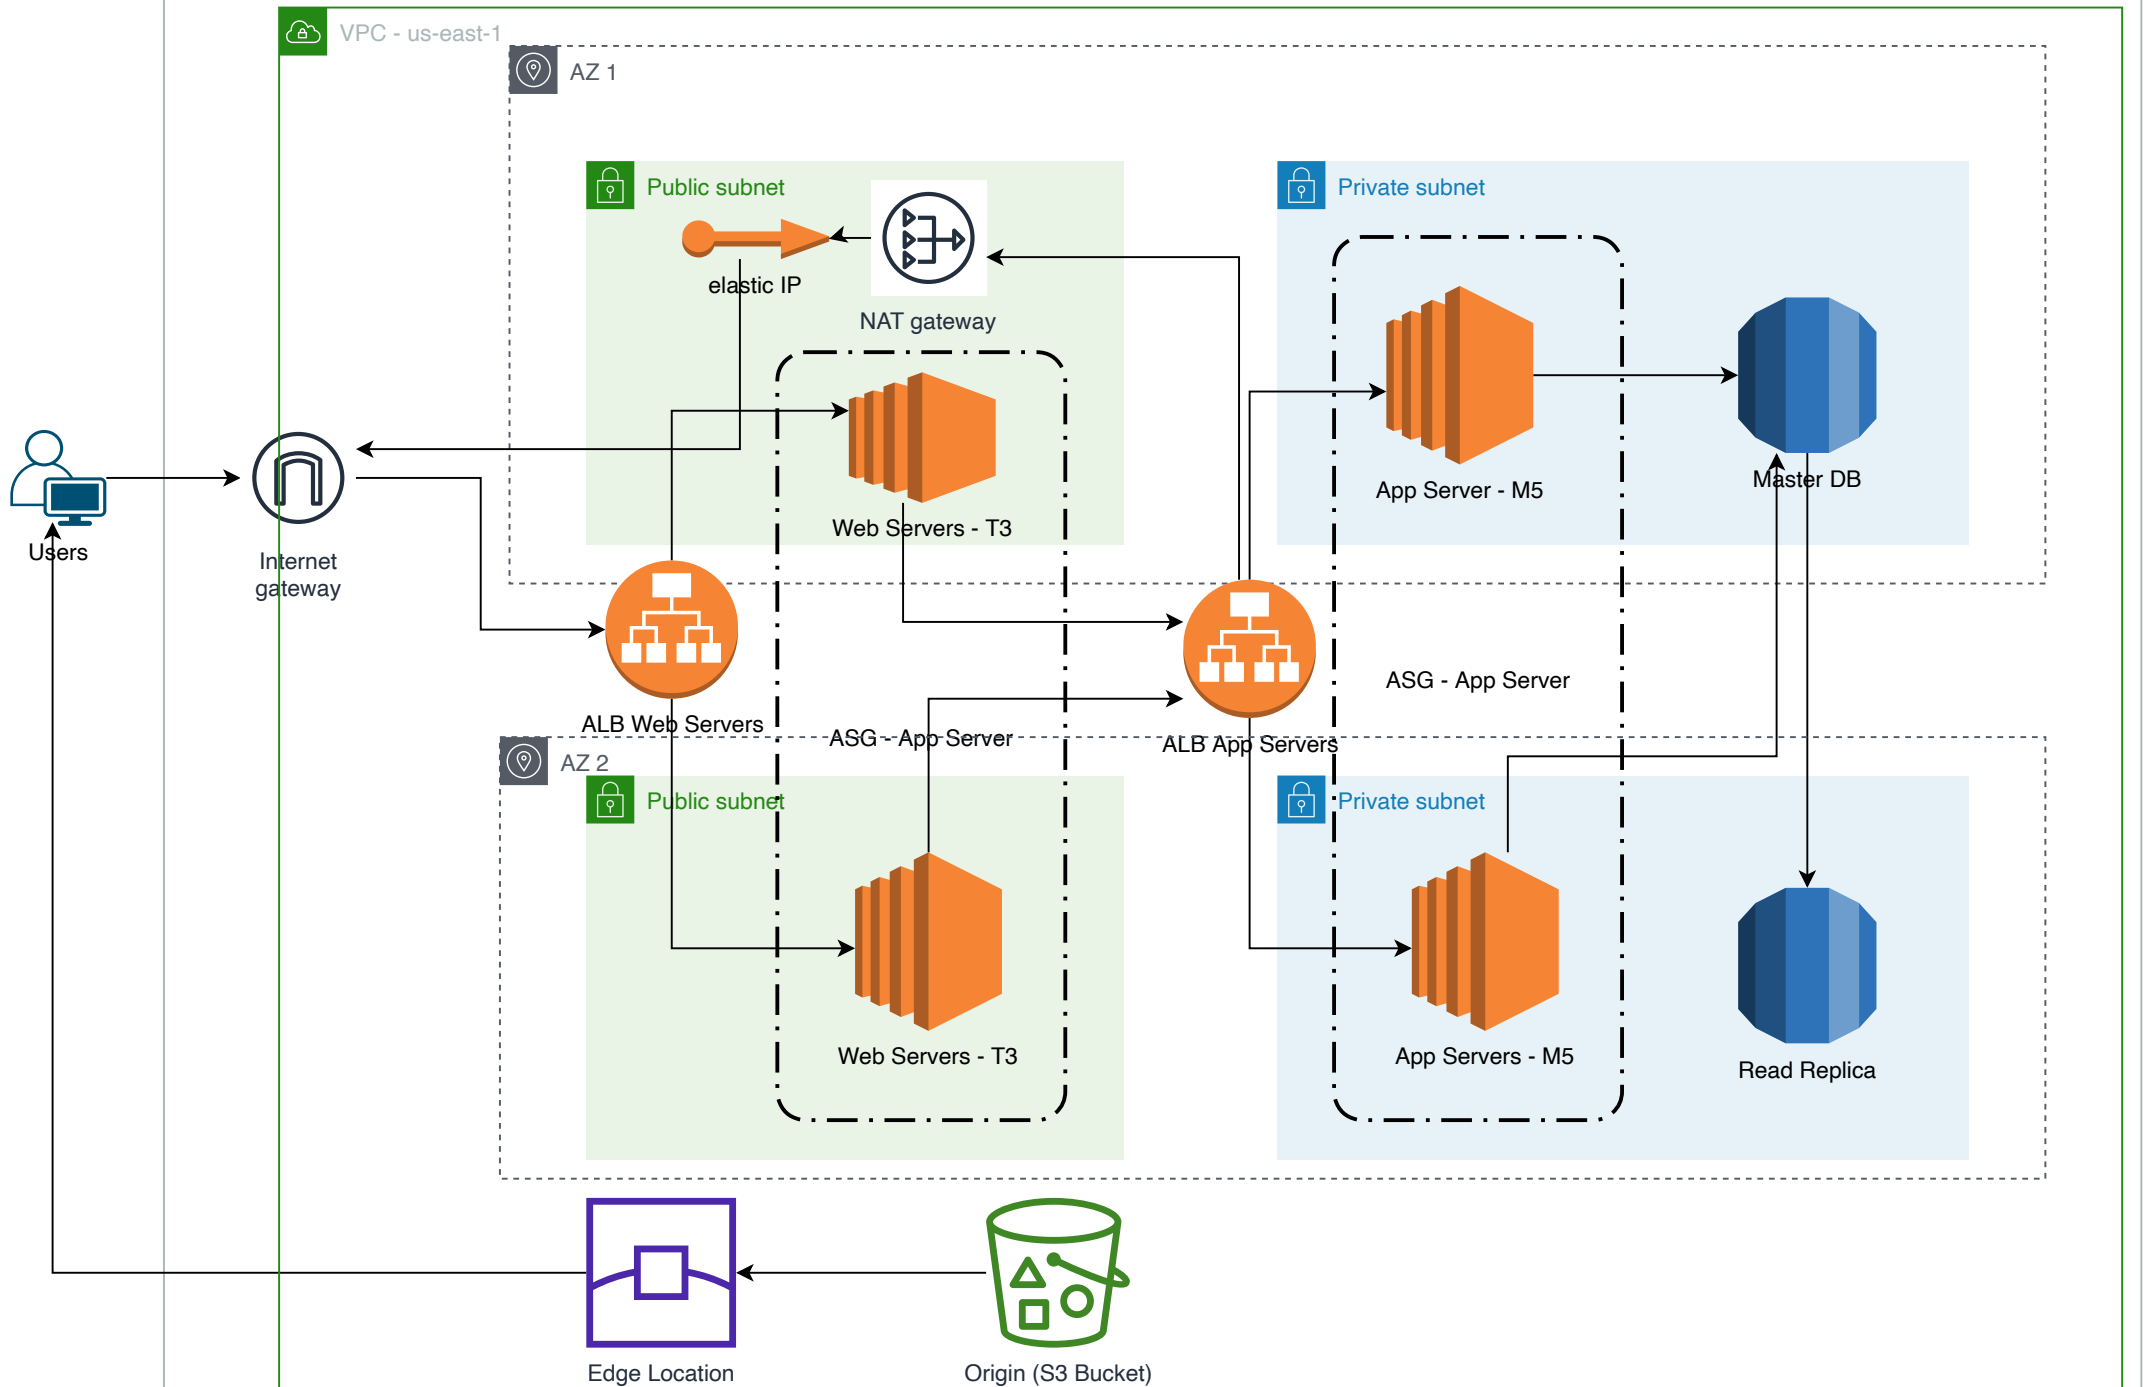 VPC - us-east-1
AZ 1
Public subnet
Private subnet
elastic IP
NAT gateway
App Server - M5
Master DB
Web Servers - T3
Users
Internet
gateway
ASG - App Server
ALB Web Servers
ASG - App Server
ALB App Servers
AZ 2
Public subnet
Private subnet
Web Servers - T3
App Servers - M5
Read Replica
Edge Location
Origin (S3 Bucket)